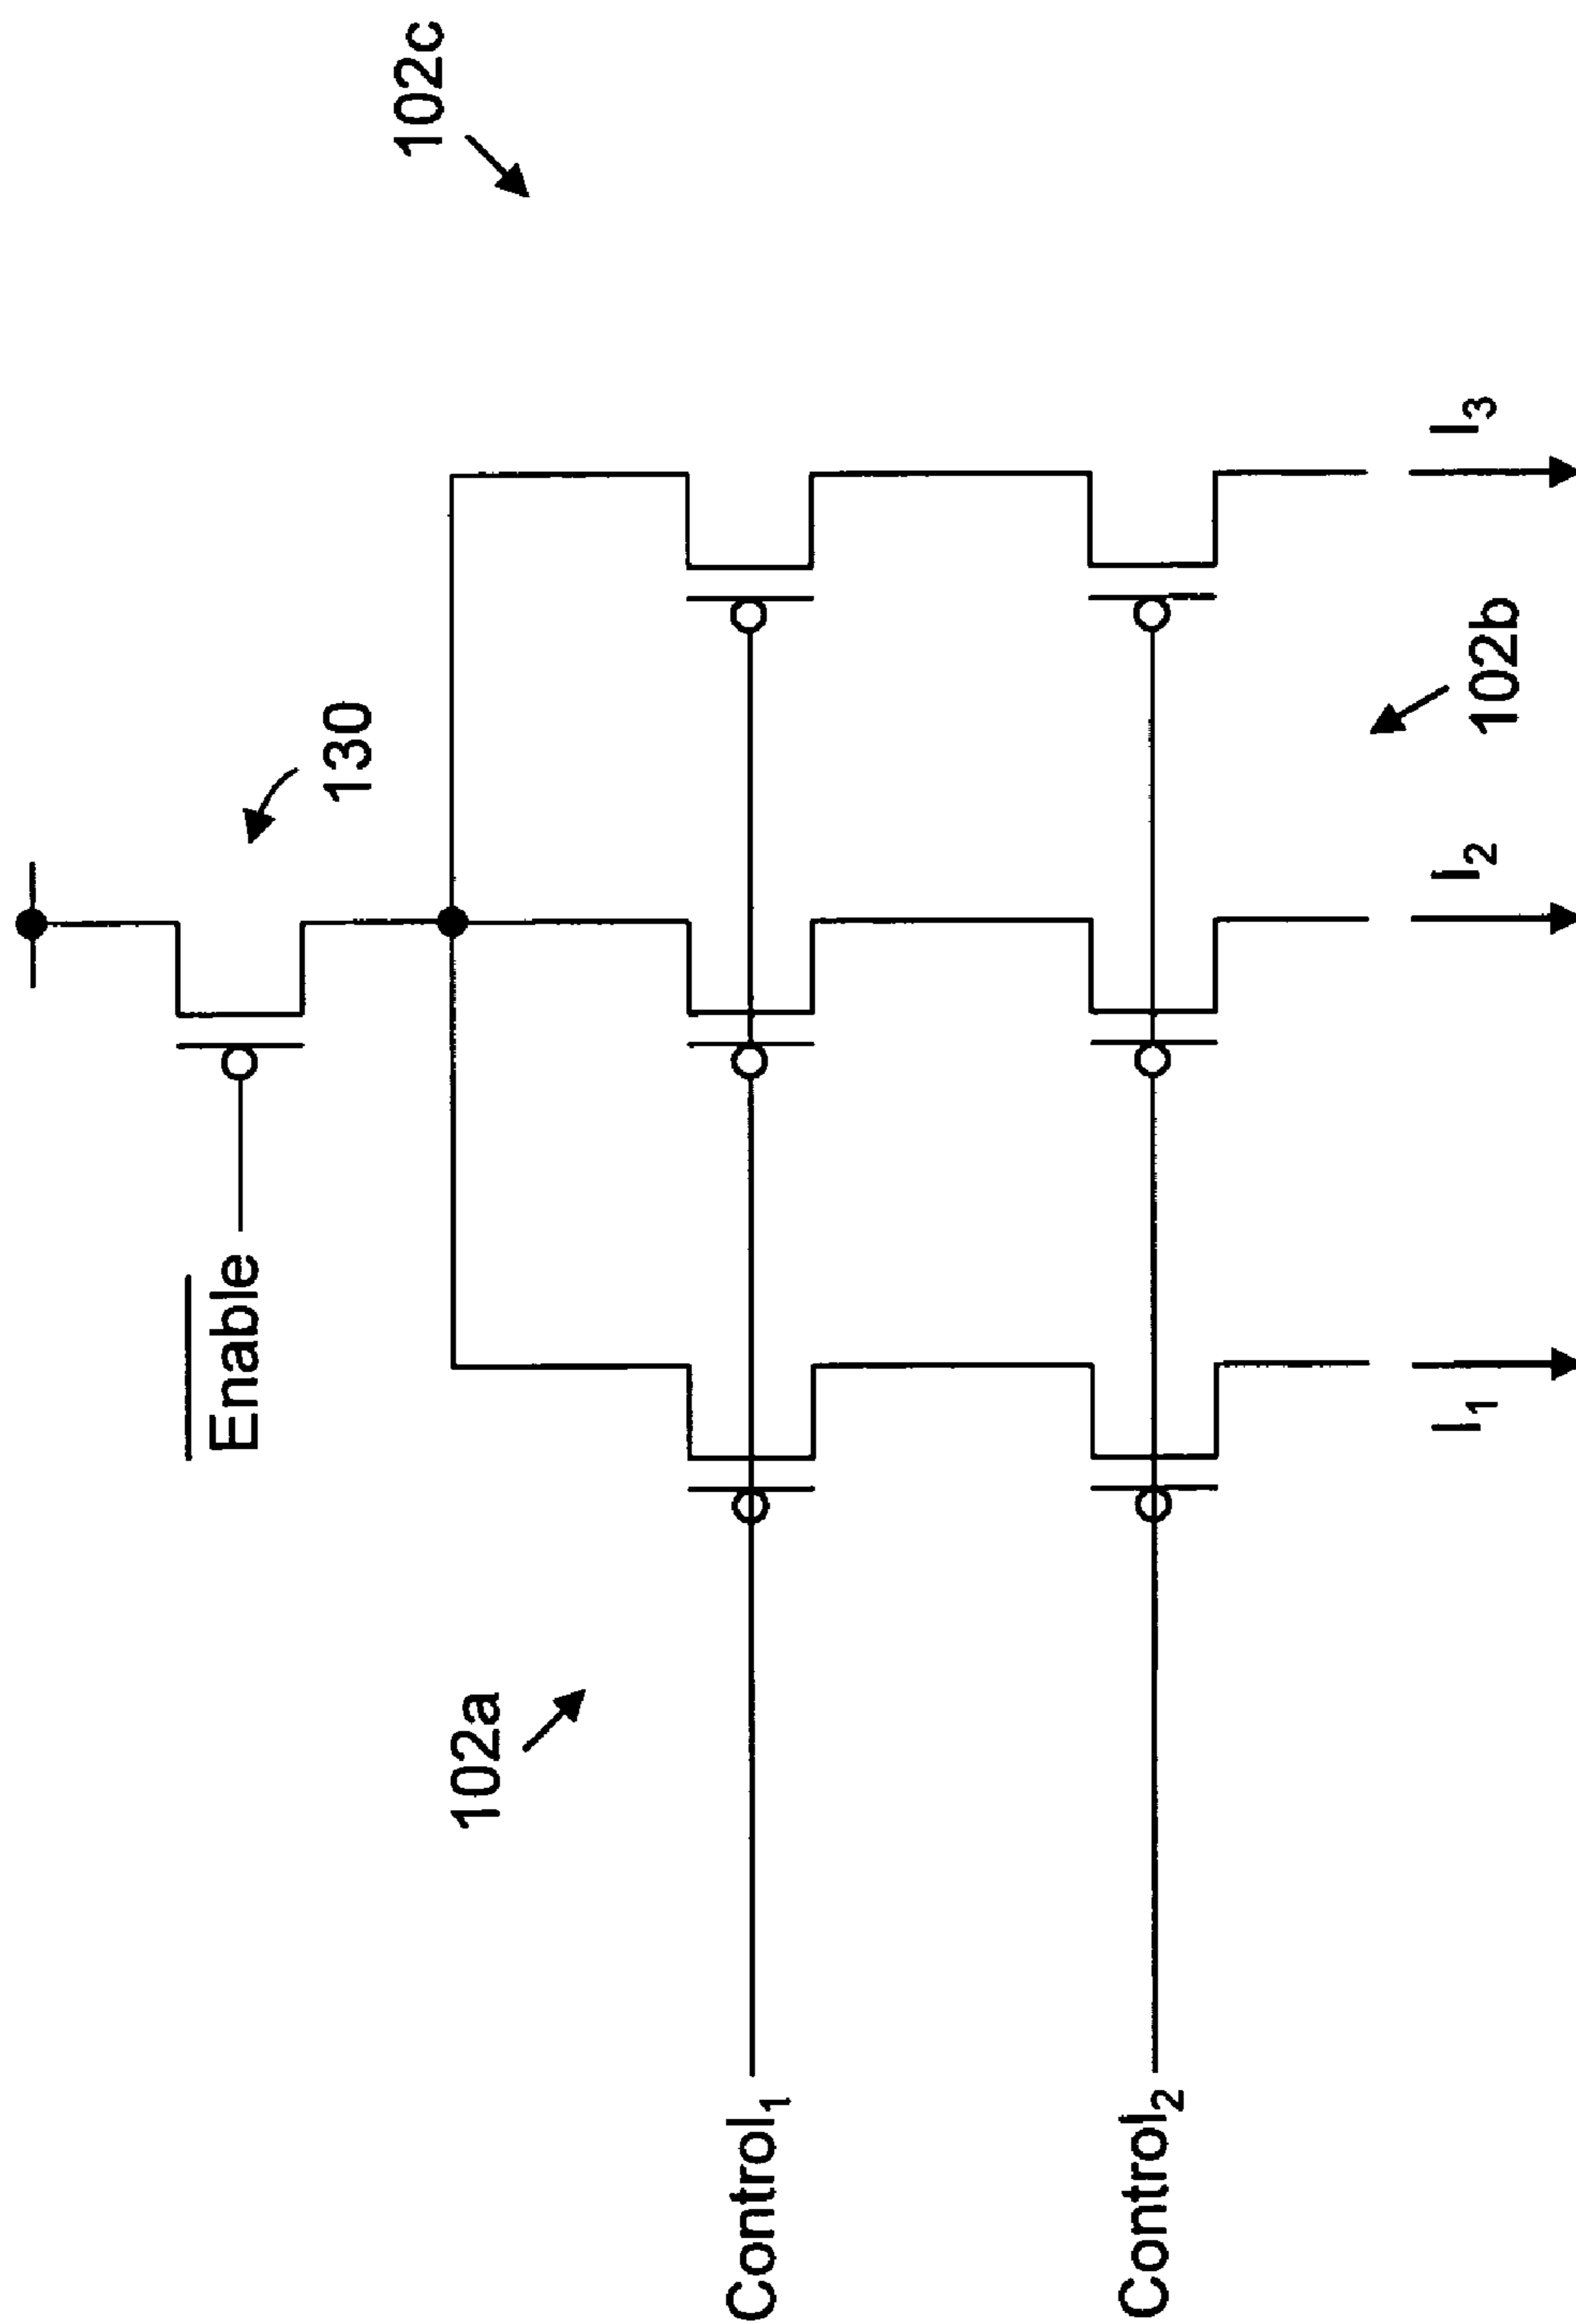 102c
130
Enable
102a
Control₁
Control₂
I₁
I₂
102b
I₃